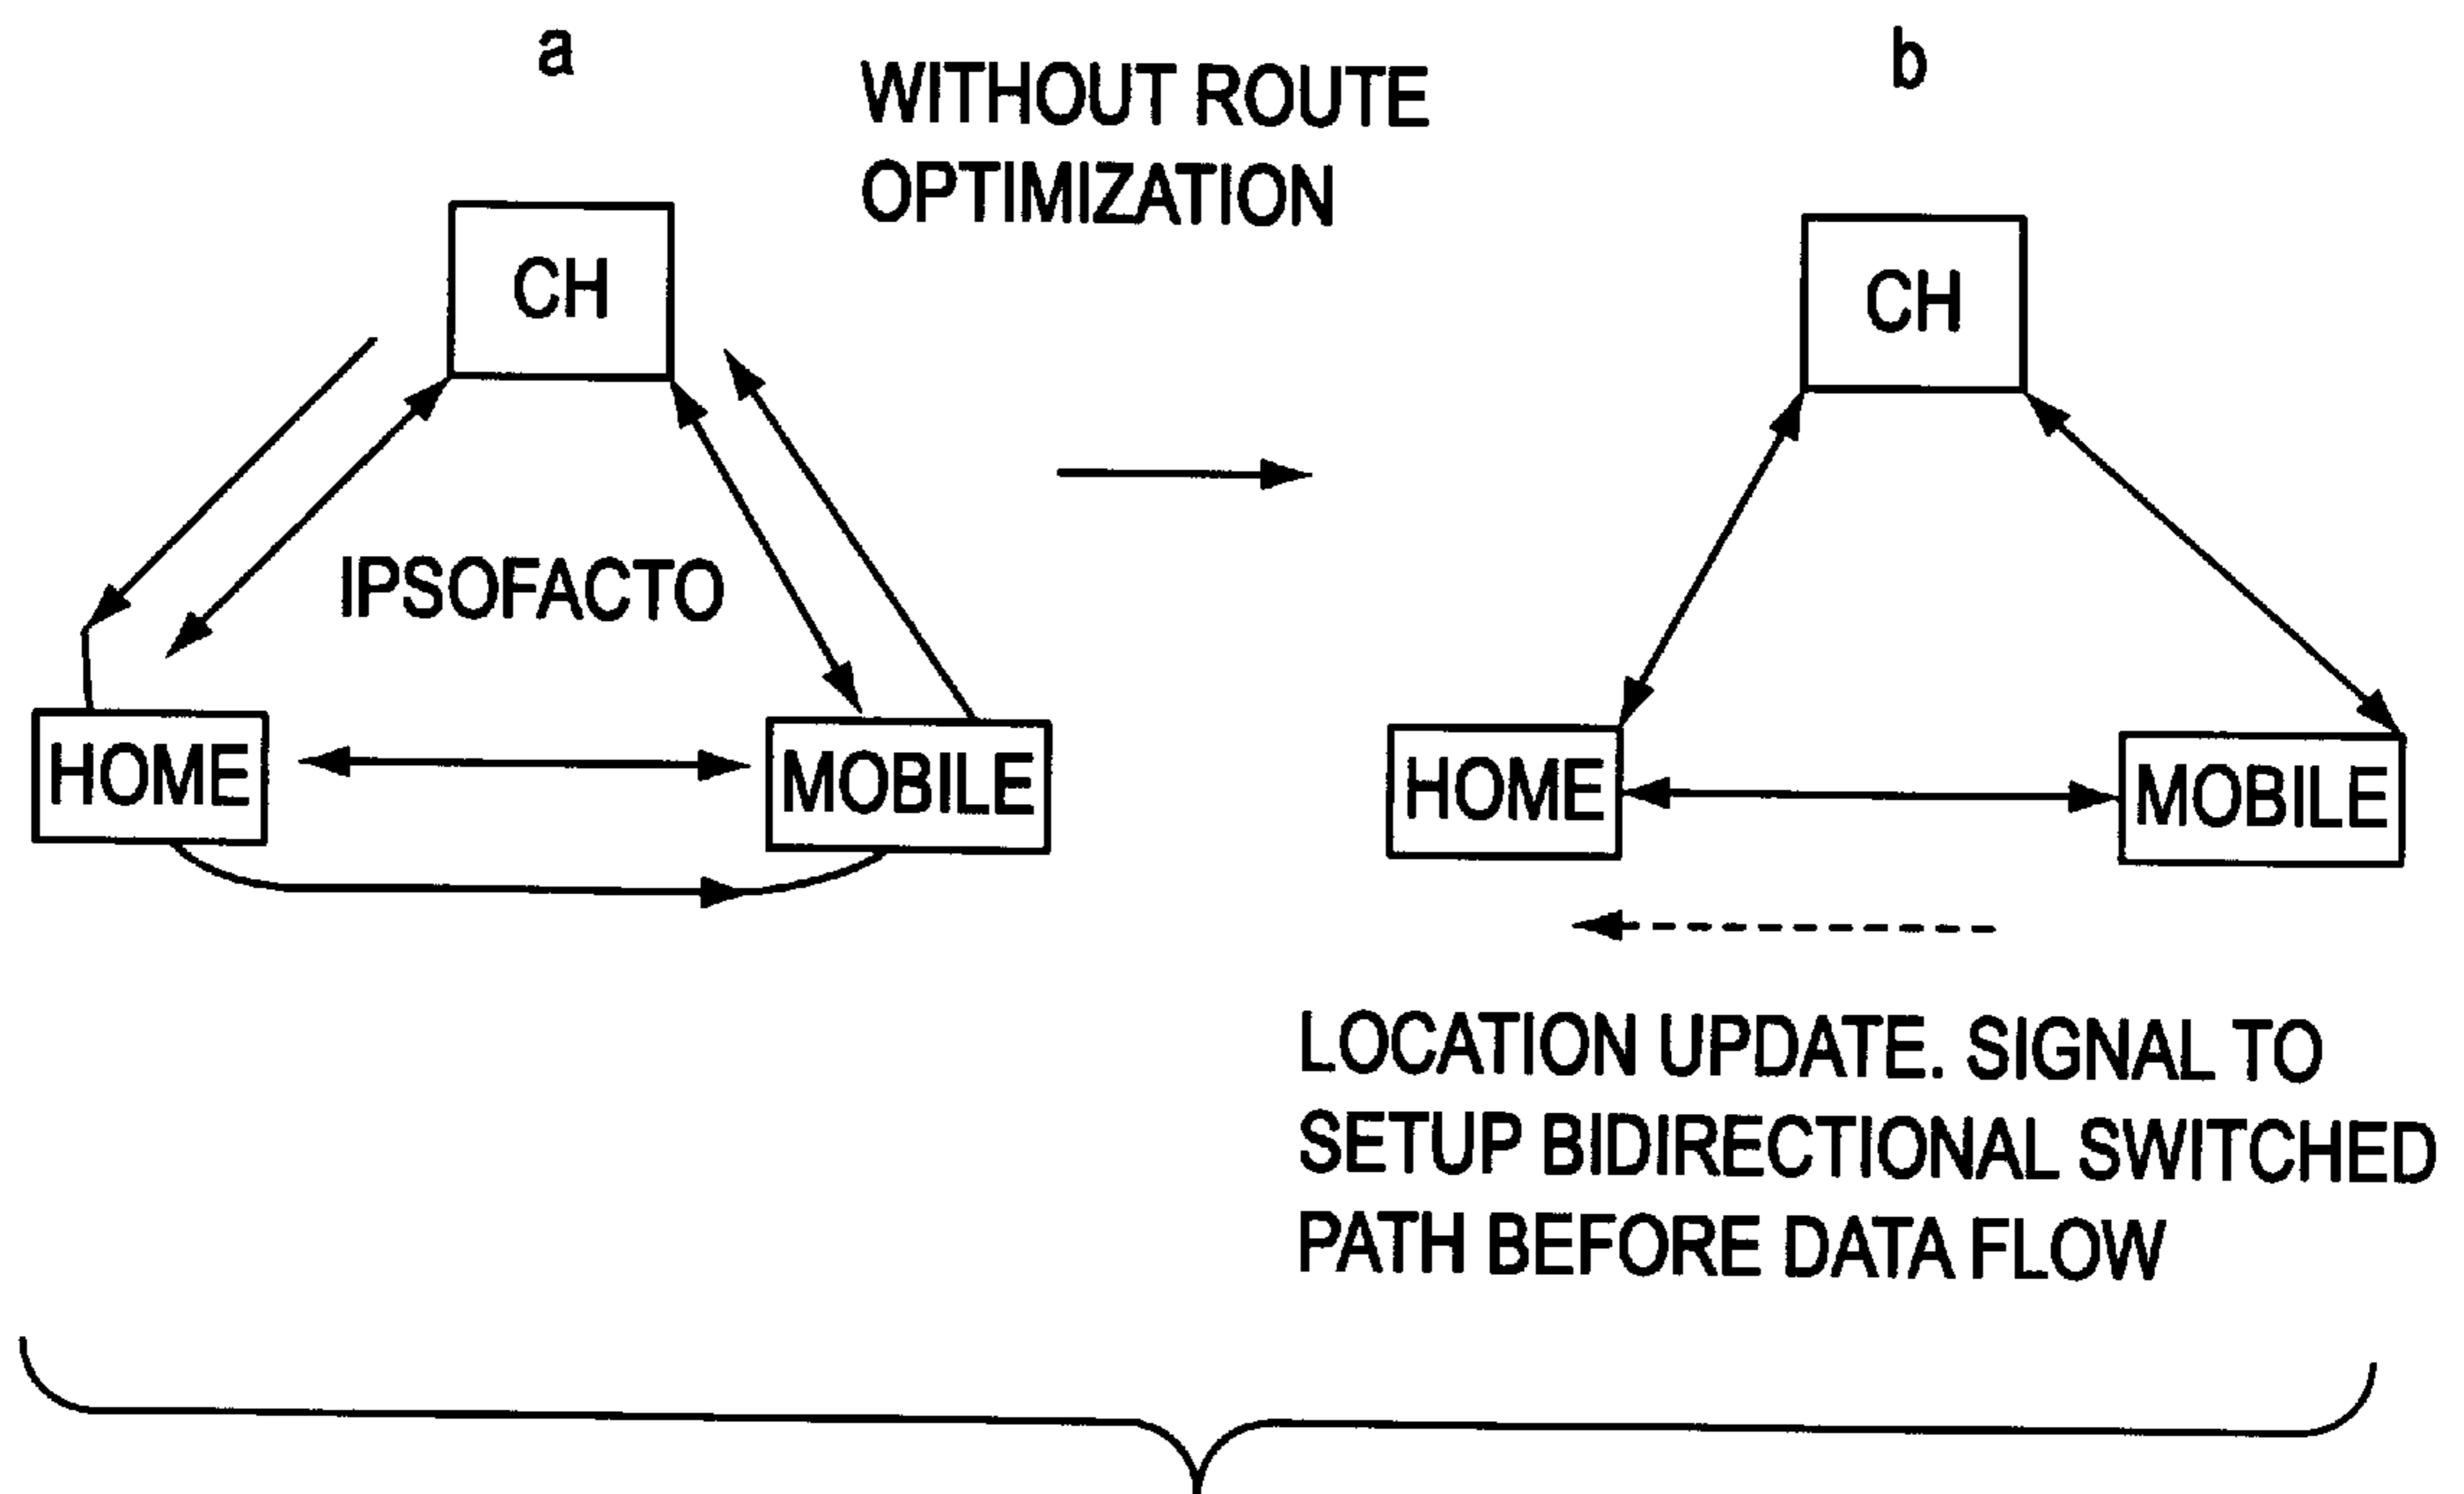 a
WITHOUT ROUTE
OPTIMIZATION
b
CH
CH
IPSOFACTO
HOME
MOBILE
HOME
MOBILE
LOCATION UPDATE. SIGNAL TO
SETUP BIDIRECTIONAL SWITCHED
PATH BEFORE DATA FLOW